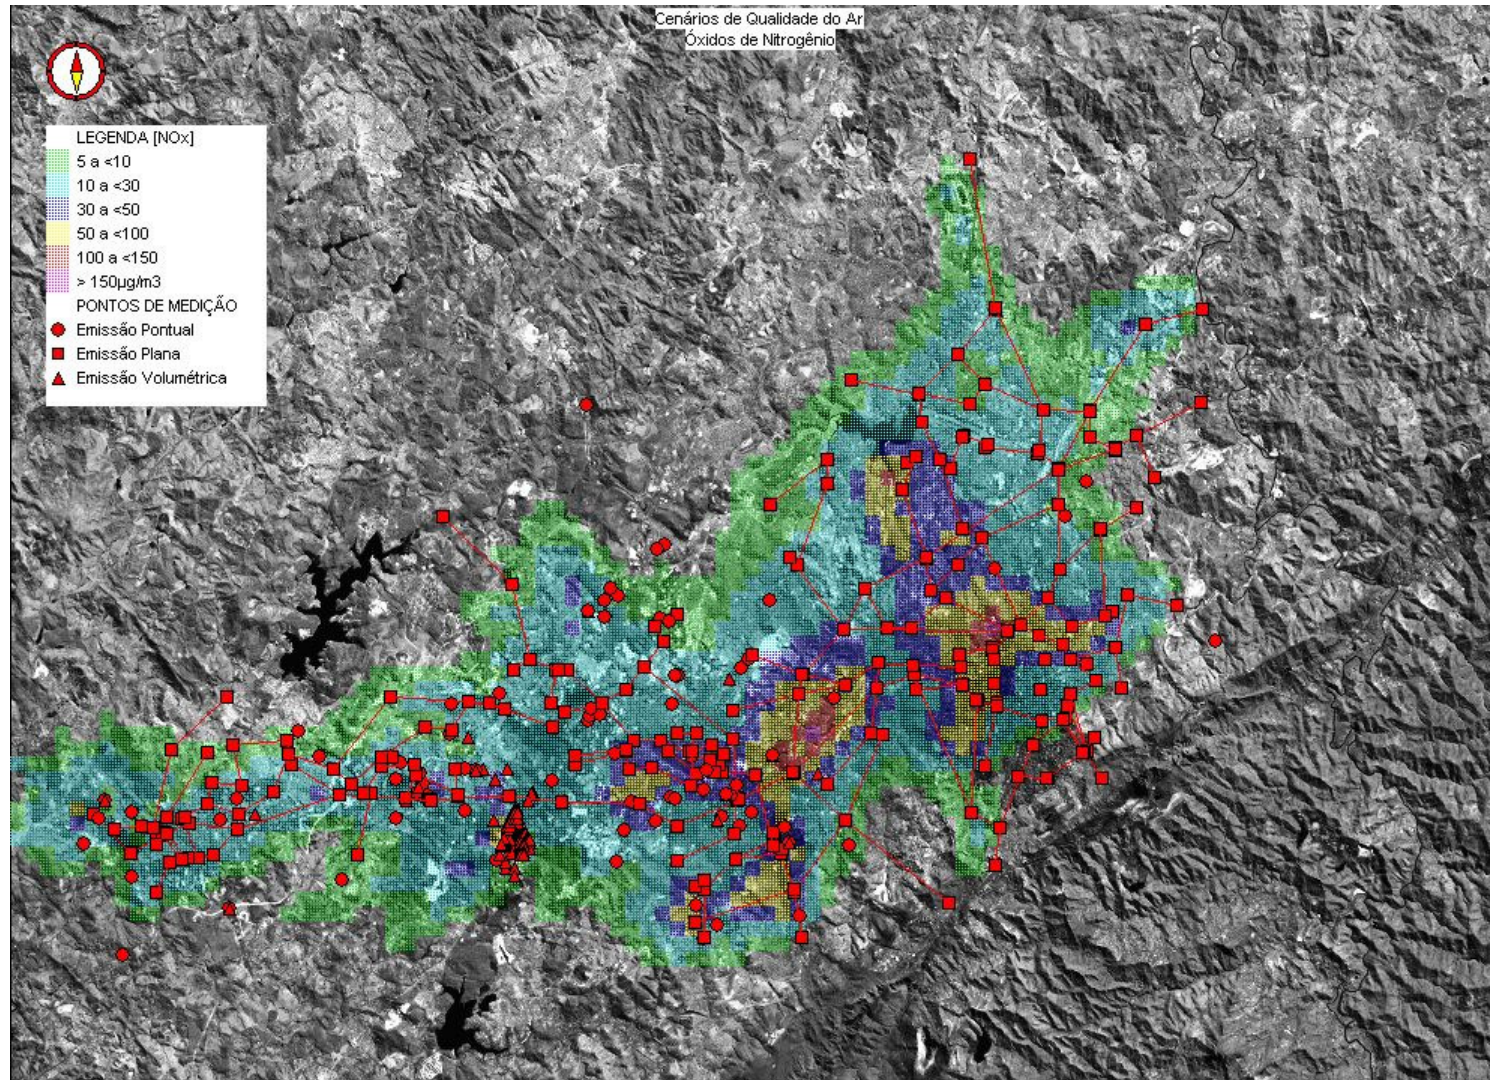 Cenários de Qualidade do Ar
Óxidos de Nitrogênio
LEGENDA [NOx]
5 a <10
10 a <30
30 a <50
50 a <100
100 a <150
> 150µg/m3
PONTOS DE MEDIÇÃO
Emissão Pontual
Emissão Plana
Emissão Volumétrica